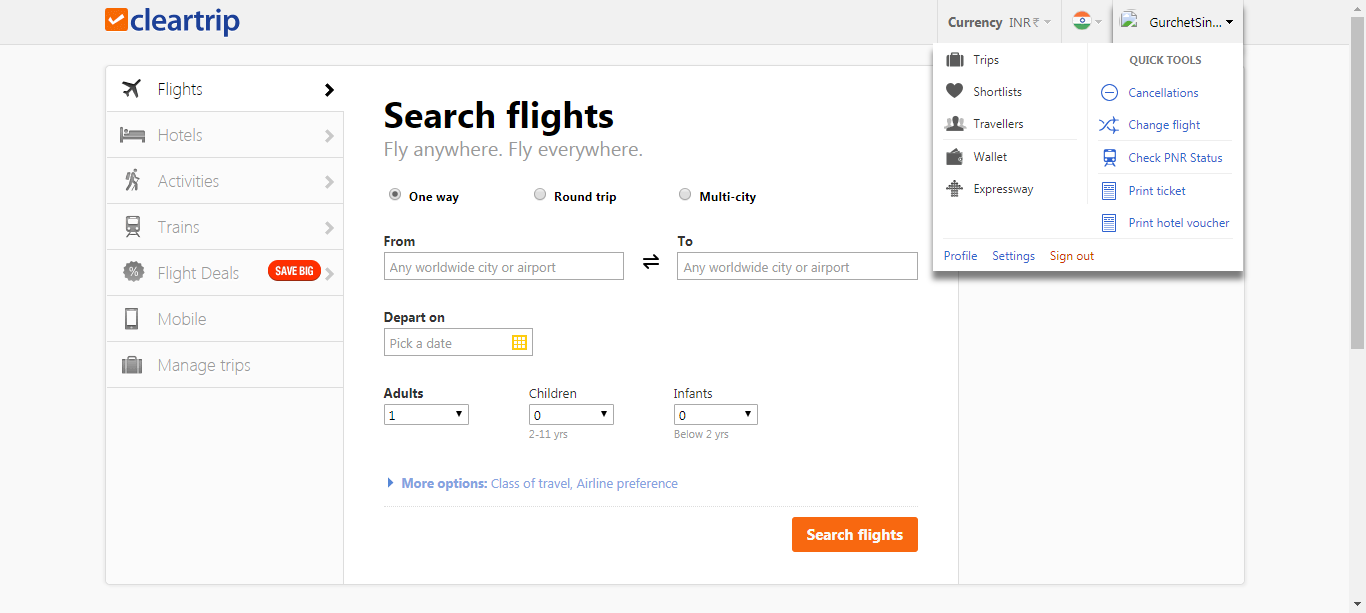 cleartrip
Currency INR ₹
GurchetSin...
Trips
Shortlists
Travellers
Wallet
Expressway
QUICK TOOLS
Cancellations
Change flight
Check PNR Status
Print ticket
Print hotel voucher
Profile Settings Sign out
Flights
Hotels
Activities
Trains
Flight Deals SAVE BIG
Mobile
Manage trips
Search flights
Fly anywhere. Fly everywhere.
One way Round trip Multi-city
From To
Any worldwide city or airport Any worldwide city or airport
Depart on
Pick a date
Adults Children Infants
1 0 0
2-11 yrs Below 2 yrs
More options: Class of travel, Airline preference
Search flights